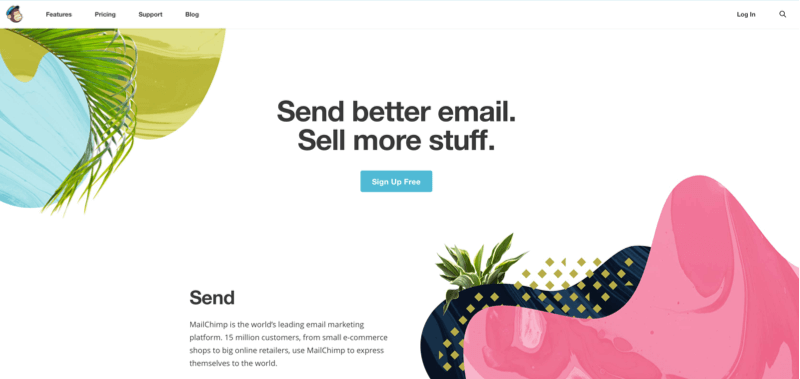 Features Pricing Support Blog Log In
Send better email.
Sell more stuff.
Sign Up Free
Send
MailChimp is the world's leading email marketing
platform. 15 million customers, from small e-commerce
shops to big online retailers, use MailChimp to express
themselves to the world.